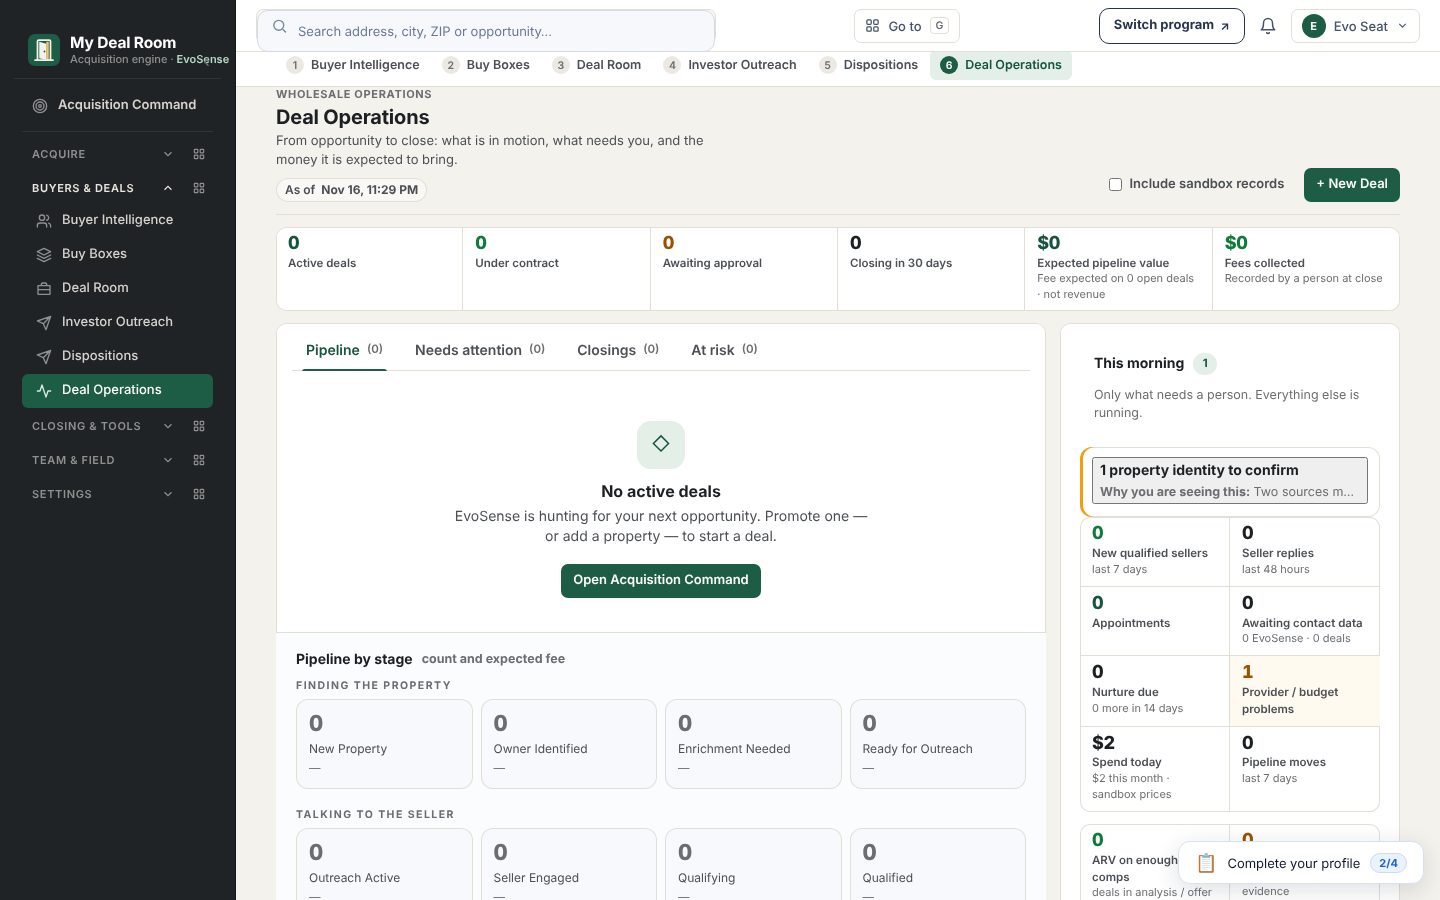 My Deal Room
Acquisition engine · EvoSense
Acquisition Command
ACQUIRE
BUYERS & DEALS
Buyer Intelligence
Buy Boxes
Deal Room
Investor Outreach
Dispositions
Deal Operations
CLOSING & TOOLS
TEAM & FIELD
SETTINGS
Search address, city, ZIP or opportunity...
Go to G
Switch program
E Evo Seat
1 Buyer Intelligence
2 Buy Boxes
3 Deal Room
4 Investor Outreach
5 Dispositions
6 Deal Operations
WHOLESALE OPERATIONS
Deal Operations
From opportunity to close: what is in motion, what needs you, and the
money it is expected to bring.
As of Nov 16, 11:29 PM
Include sandbox records
+ New Deal
0
Active deals
0
Under contract
0
Awaiting approval
0
Closing in 30 days
$0
Expected pipeline value
Fee expected on 0 open deals
· not revenue
$0
Fees collected
Recorded by a person at close
Pipeline (0)
Needs attention (0)
Closings (0)
At risk (0)
No active deals
EvoSense is hunting for your next opportunity. Promote one —
or add a property — to start a deal.
Open Acquisition Command
Pipeline by stage count and expected fee
FINDING THE PROPERTY
0
New Property
—
0
Owner Identified
—
0
Enrichment Needed
—
0
Ready for Outreach
—
TALKING TO THE SELLER
0
Outreach Active
—
0
Seller Engaged
—
0
Qualifying
—
0
Qualified
—
This morning 1
Only what needs a person. Everything else is
running.
1 property identity to confirm
Why you are seeing this: Two sources m...
0
New qualified sellers
last 7 days
0
Seller replies
last 48 hours
0
Appointments
0
Awaiting contact data
0 EvoSense · 0 deals
0
Nurture due
0 more in 14 days
1
Provider / budget
problems
$2
Spend today
$2 this month ·
sandbox prices
0
Pipeline moves
last 7 days
0
ARV on enough
comps
deals in analysis / offer
0
evidence
Complete your profile 2/4